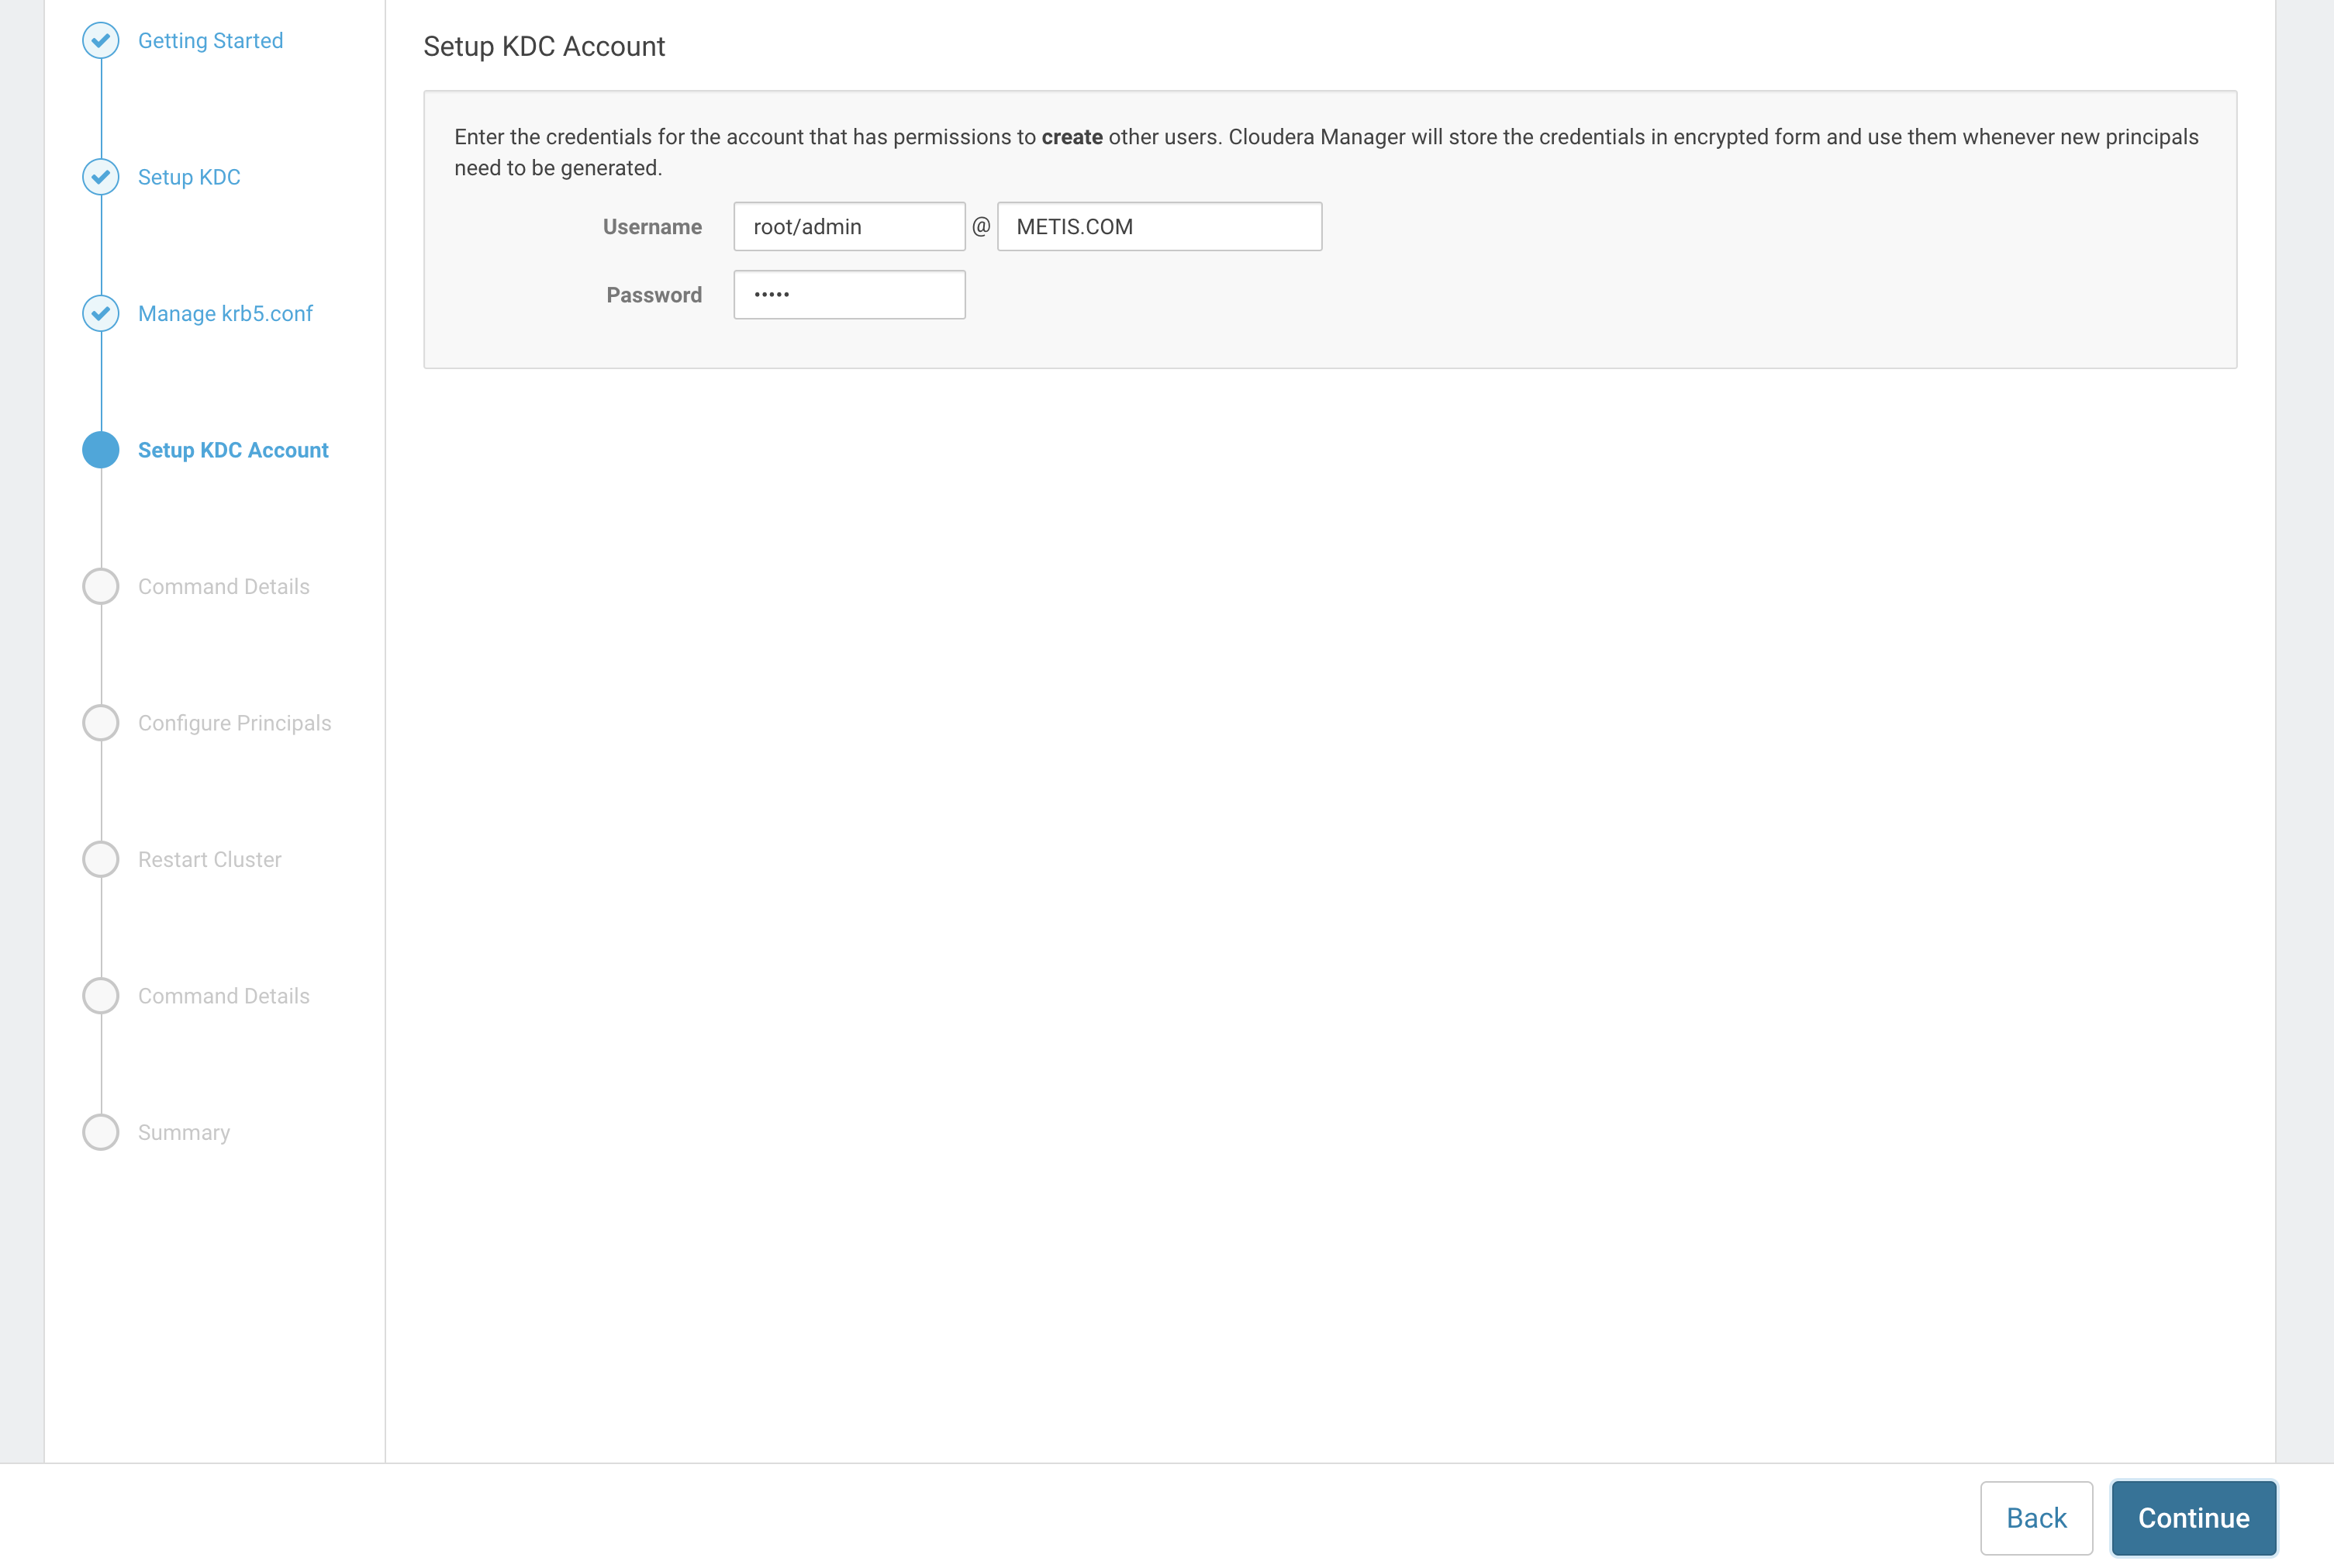 Getting Started
Setup KDC
Manage krb5.conf
Setup KDC Account
Command Details
Configure Principals
Restart Cluster
Command Details
Summary
Setup KDC Account
Enter the credentials for the account that has permissions to create other users. Cloudera Manager will store the credentials in encrypted form and use them whenever new principals
need to be generated.
Username root/admin @ METIS.COM
Password •••••
Back Continue